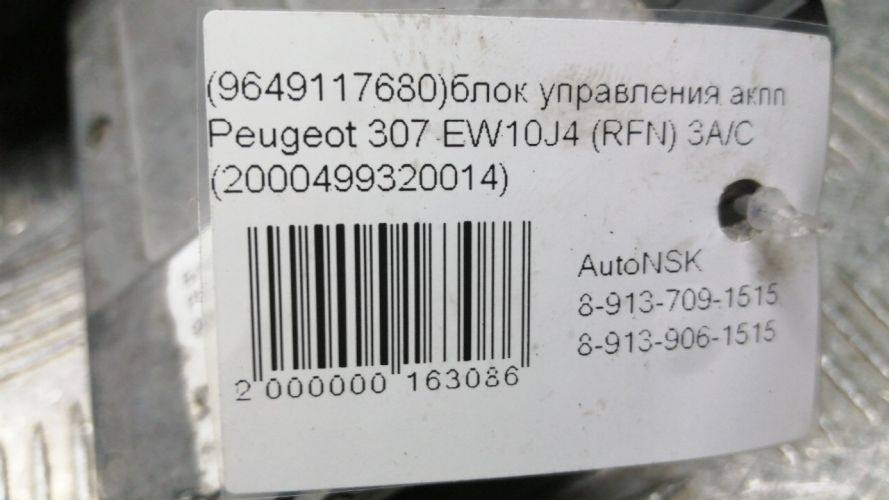 (9649117680)блок управления акпп
Peugeot 307 EW10J4 (RFN) 3A/C
(2000499320014)
AutoNSK
8-913-709-1515
8-913-906-1515
2 000000 163086